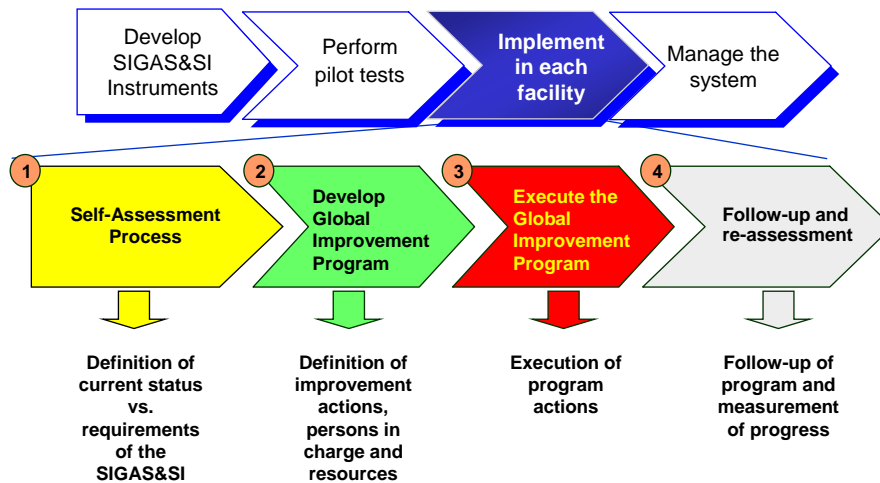 Develop
SIGAS&SI
Instruments
Perform
pilot tests
Implement
in each
facility
Manage the
system
1
Self-Assessment
Process
2
Develop
Global
Improvement
Program
3
Execute the
Global
Improvement
Program
4
Follow-up and
re-assessment
Definition of
current status
vs.
requirements
of the
SIGAS&SI
Definition of
improvement
actions,
persons in
charge and
resources
Execution of
program
actions
Follow-up of
program and
measurement
of progress